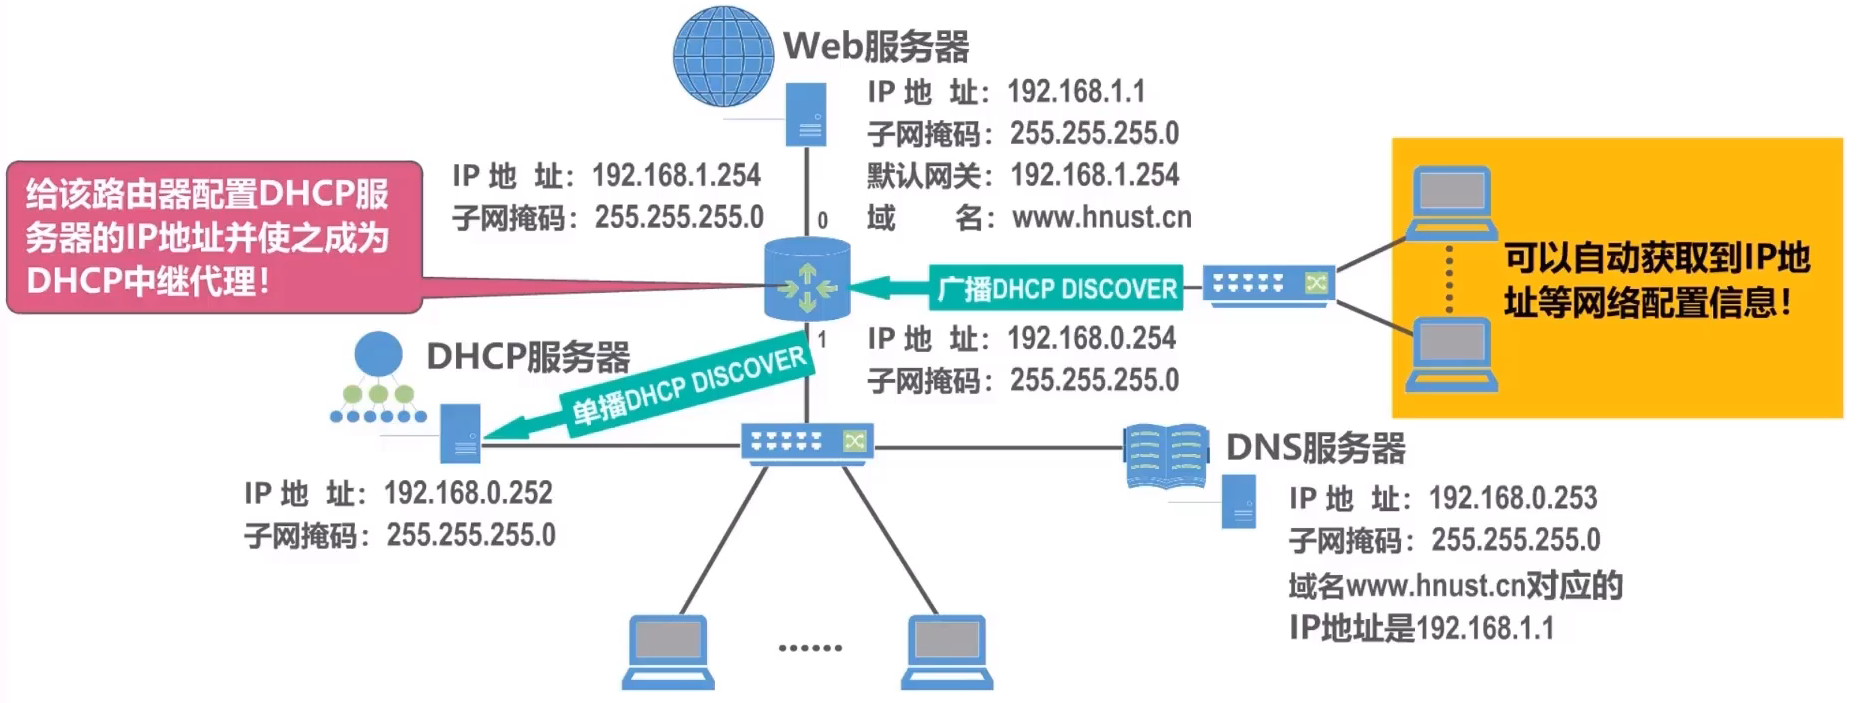 Web服务器
IP 地 址：192.168.1.1
子网掩码：255.255.255.0
默认网关：192.168.1.254
域 名：www.hnust.cn
IP 地 址：192.168.1.254
子网掩码：255.255.255.0
0
给该路由器配置DHCP服
务器的IP地址并使之成为
DHCP中继代理！
广播DHCP DISCOVER
可以自动获取到IP地
址等网络配置信息！
1
IP 地 址：192.168.0.254
子网掩码：255.255.255.0
DHCP服务器
单播DHCP DISCOVER
IP 地 址：192.168.0.252
子网掩码：255.255.255.0
DNS服务器
IP 地 址：192.168.0.253
子网掩码：255.255.255.0
域名www.hnust.cn对应的
IP地址是192.168.1.1